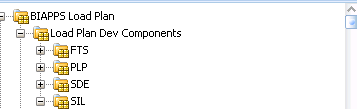 BIAPPS Load Plan
Load Plan Dev Components
FTS
PLP
SDE
SIL